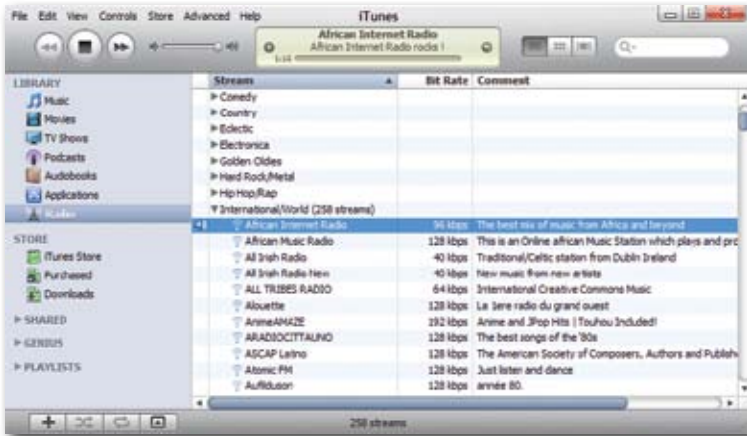 File Edit View Controls Store Advanced Help
iTunes
African Internet Radio
African Internet Radio rocks !
LIBRARY
Music
Movies
TV Shows
Podcasts
Audiobooks
Applications
Radio
STORE
iTunes Store
Purchased
Downloads
SHARED
GENIUS
PLAYLISTS
Stream Bit Rate Comment
Comedy
Country
Eclectic
Electronica
Golden Oldies
Hard Rock/Metal
Hip Hop/Rap
International/World (258 streams)
African Internet Radio 96 kbps The best mix of music from Africa and beyond
African Music Radio 128 kbps This is an Online african Music Station which plays and pro
All Irish Radio 40 kbps Traditional/Celtic station from Dublin Ireland
All Irish Radio New 40 kbps New music from new artists
ALL TRIBES RADIO 64 kbps International Creative Commons Music
Alouette 128 kbps La 1ere radio du grand ouest
AnimeAMAZE 192 kbps Anime and JPop Hits | Touhou Included!
ARADIOCITTAUNO 128 kbps The best songs of the '80s
ASCAP Latino 128 kbps The American Society of Composers, Authors and Publish
Atomic FM 128 kbps Just listen and dance
Aufilduson 128 kbps année 80.
258 streams